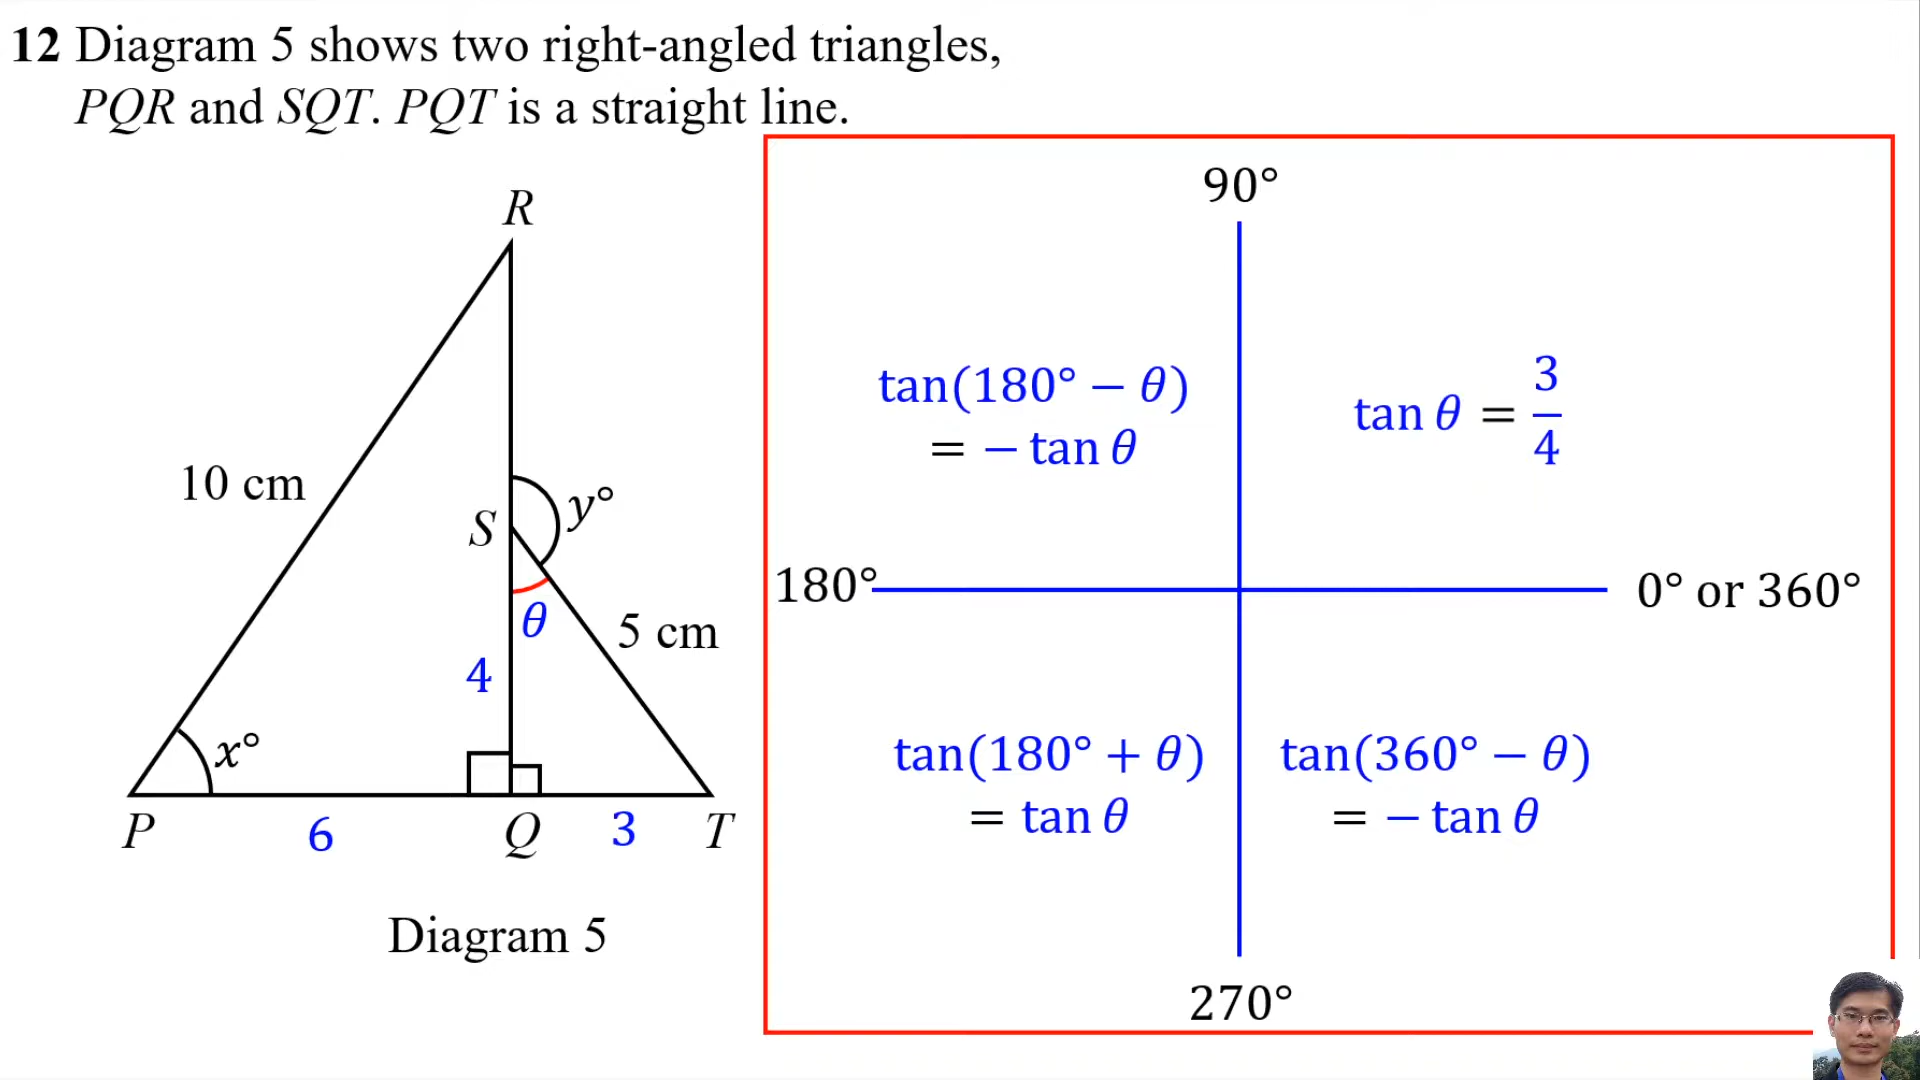 12 Diagram 5 shows two right-angled triangles,
PQR and SQT. PQT is a straight line.
R
10 cm
S
y°
θ
5 cm
4
x°
P
6
Q
3
T
Diagram 5
90°
tan(180° − θ)
= − tan θ
tan θ = 3/4
180°
0° or 360°
tan(180° + θ)
= tan θ
tan(360° − θ)
= − tan θ
270°